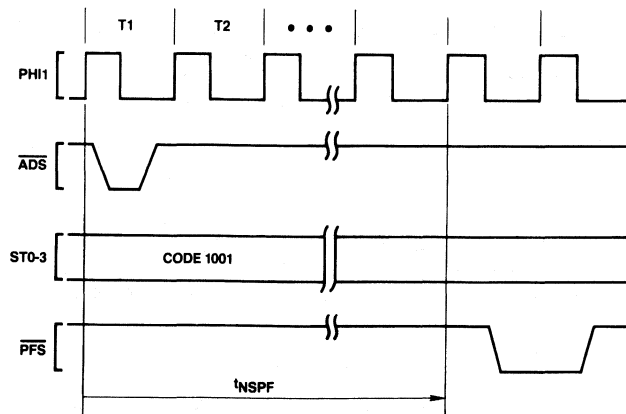 T1 T2 • • •
PHI1
ADS
ST0-3 CODE 1001
PFS
tNSPF